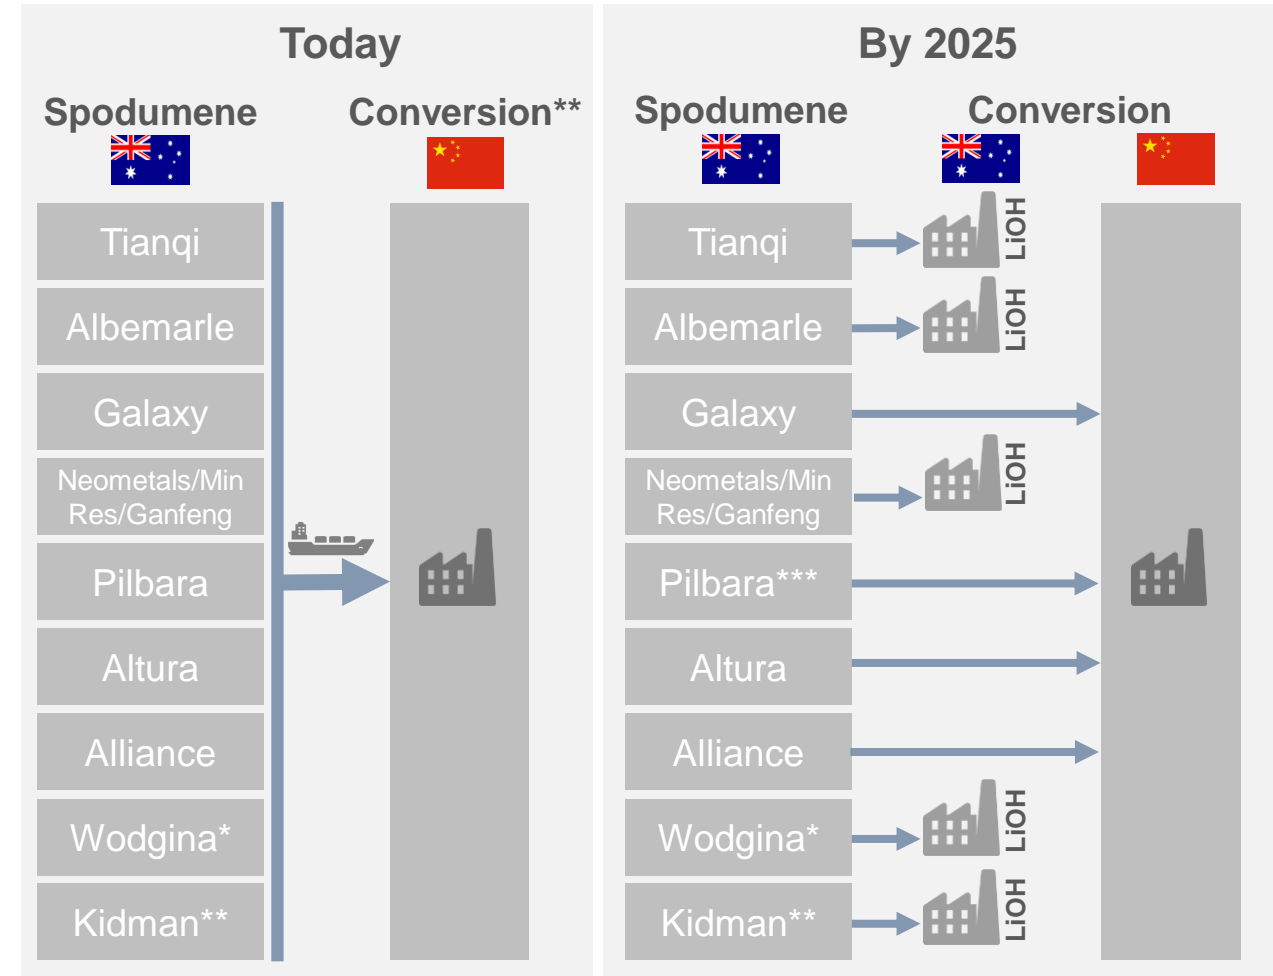 Today
Spodumene
Conversion**
Tianqi
Albemarle
Galaxy
Neometals/Min
Res/Ganfeng
Pilbara
Altura
Alliance
Wodgina*
Kidman**
By 2025
Spodumene
Conversion
Tianqi
LiOH
Albemarle
LiOH
Galaxy
Neometals/Min
Res/Ganfeng
LiOH
Pilbara***
Altura
Alliance
Wodgina*
LiOH
Kidman**
LiOH